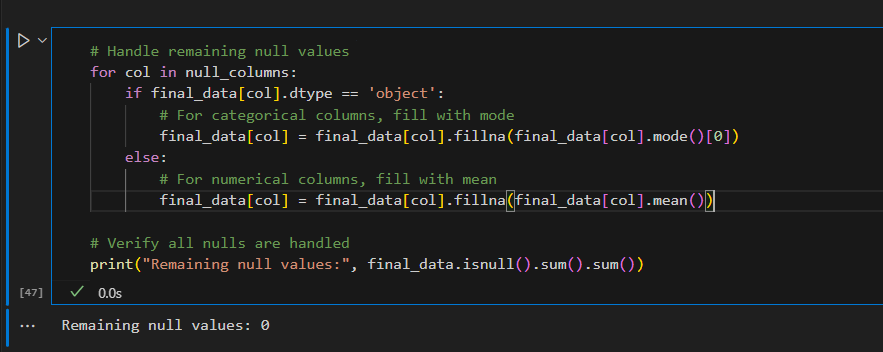 # Handle remaining null values
for col in null_columns:
    if final_data[col].dtype == 'object':
        # For categorical columns, fill with mode
        final_data[col] = final_data[col].fillna(final_data[col].mode()[0])
    else:
        # For numerical columns, fill with mean
        final_data[col] = final_data[col].fillna(final_data[col].mean())

# Verify all nulls are handled
print("Remaining null values:", final_data.isnull().sum().sum())
[47] 0.0s
... Remaining null values: 0